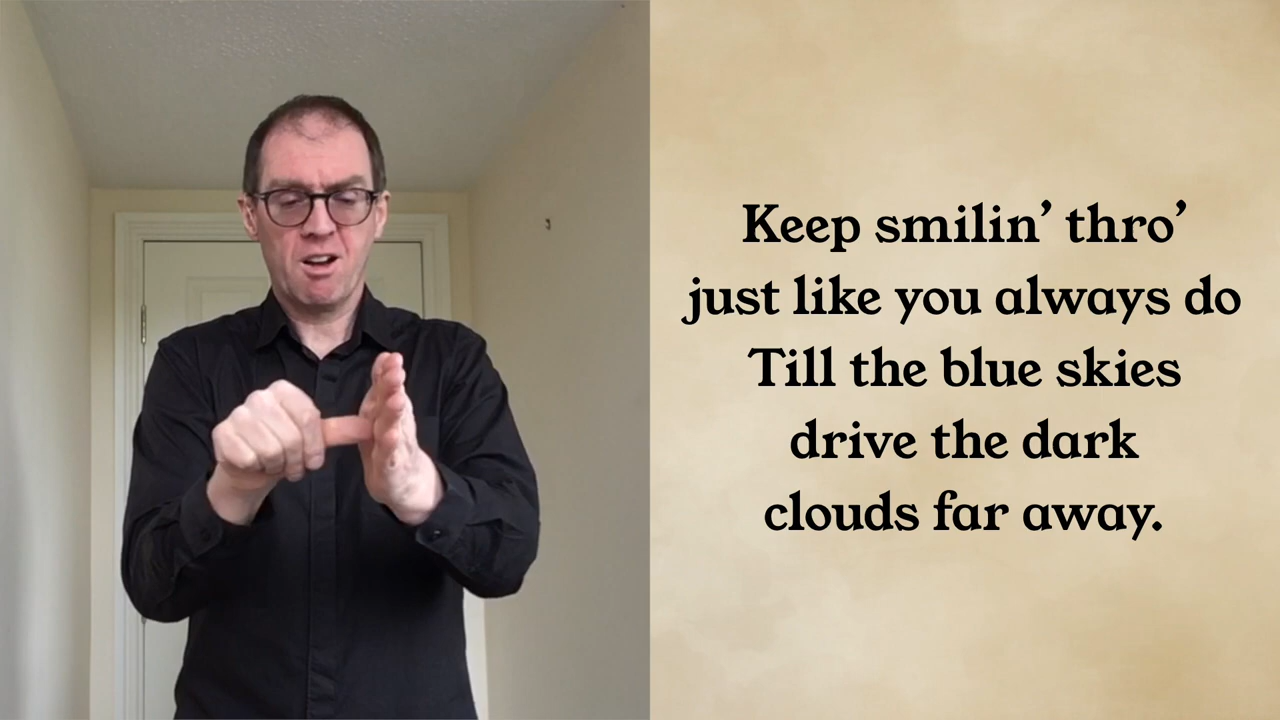 Keep smilin’ thro’
just like you always do
Till the blue skies
drive the dark
clouds far away.